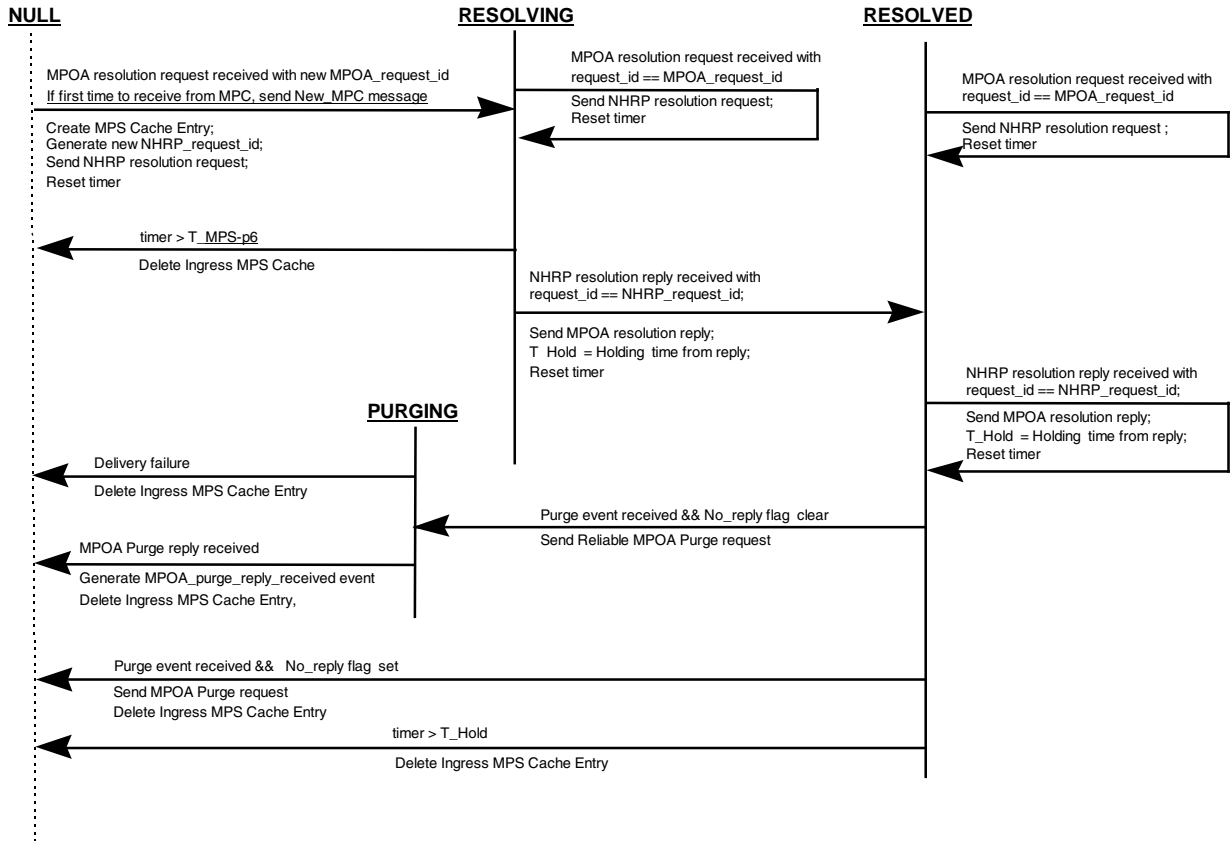 NULL
RESOLVING
RESOLVED
MPOA resolution request received with new MPOA_request_id
If first time to receive from MPC, send New_MPC message
Create MPS Cache Entry;
Generate new NHRP_request_id;
Send NHRP resolution request;
Reset timer
MPOA resolution request received with
request_id == MPOA_request_id
Send NHRP resolution request;
Reset timer
MPOA resolution request received with
request_id == MPOA_request_id
Send NHRP resolution request ;
Reset timer
timer > T_MPS-p6
Delete Ingress MPS Cache
NHRP resolution reply received with
request_id == NHRP_request_id;
Send MPOA resolution reply;
T_Hold = Holding time from reply;
Reset timer
NHRP resolution reply received with
request_id == NHRP_request_id;
Send MPOA resolution reply;
T_Hold = Holding time from reply;
Reset timer
PURGING
Delivery failure
Delete Ingress MPS Cache Entry
Purge event received && No_reply flag clear
Send Reliable MPOA Purge request
MPOA Purge reply received
Generate MPOA_purge_reply_received event
Delete Ingress MPS Cache Entry,
Purge event received && No_reply flag set
Send MPOA Purge request
Delete Ingress MPS Cache Entry
timer > T_Hold
Delete Ingress MPS Cache Entry